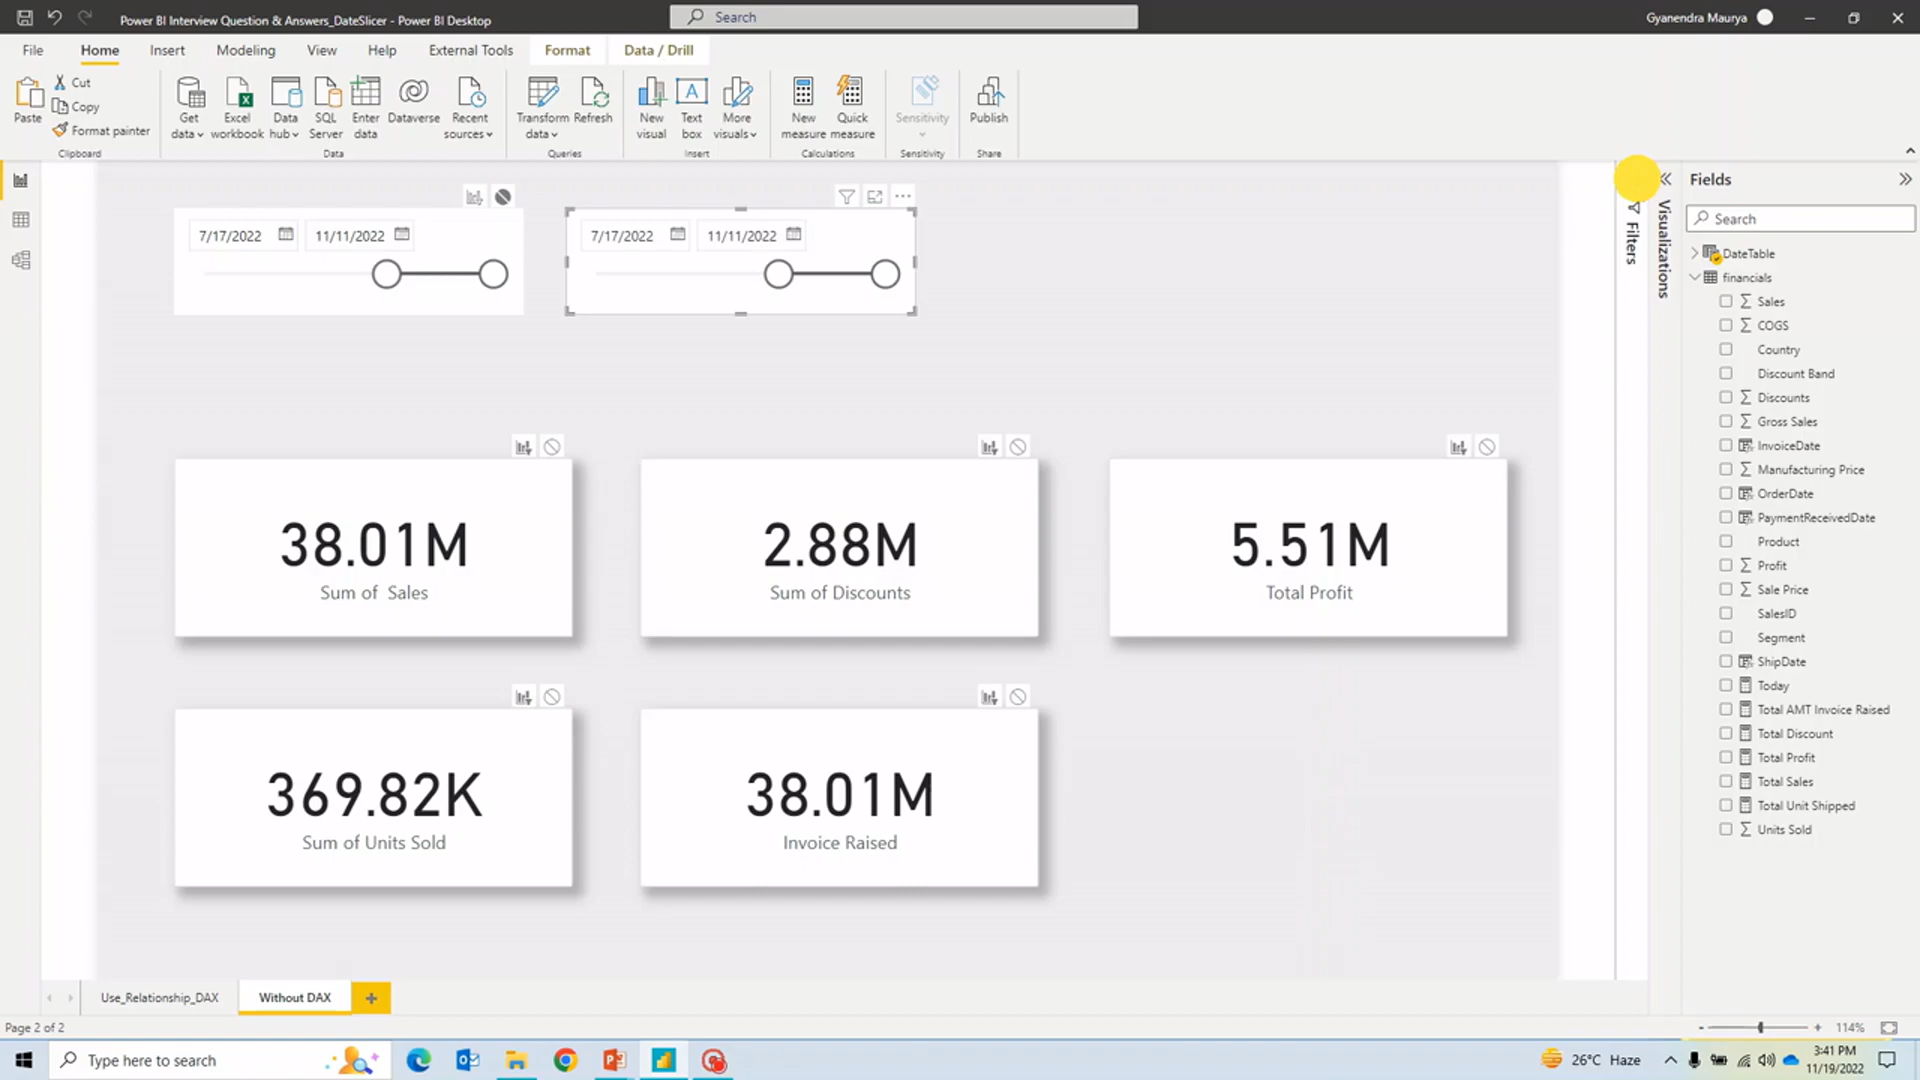 Power BI Interview Question & Answers_DateSlicer - Power BI Desktop
Search
Gyanendra Maurya
File Home Insert Modeling View Help External Tools Format Data / Drill
Paste
Cut
Copy
Format painter
Clipboard
Get data
Excel workbook
Data hub
SQL Server
Enter data
Dataverse
Recent sources
Data
Transform data
Refresh
Queries
New visual
Text box
More visuals
Insert
New measure
Quick measure
Calculations
Sensitivity
Sensitivity
Publish
Share
7/17/2022 11/11/2022
7/17/2022 11/11/2022
38.01M
Sum of Sales
2.88M
Sum of Discounts
5.51M
Total Profit
369.82K
Sum of Units Sold
38.01M
Invoice Raised
Filters
Visualizations
Fields
Search
DateTable
financials
Sales
COGS
Country
Discount Band
Discounts
Gross Sales
InvoiceDate
Manufacturing Price
OrderDate
PaymentReceivedDate
Product
Profit
Sale Price
SalesID
Segment
ShipDate
Today
Total AMT Invoice Raised
Total Discount
Total Profit
Total Sales
Total Unit Shipped
Units Sold
Use_Relationship_DAX Without DAX
Page 2 of 2
114%
Type here to search
26°C Haze
3:41 PM
11/19/2022